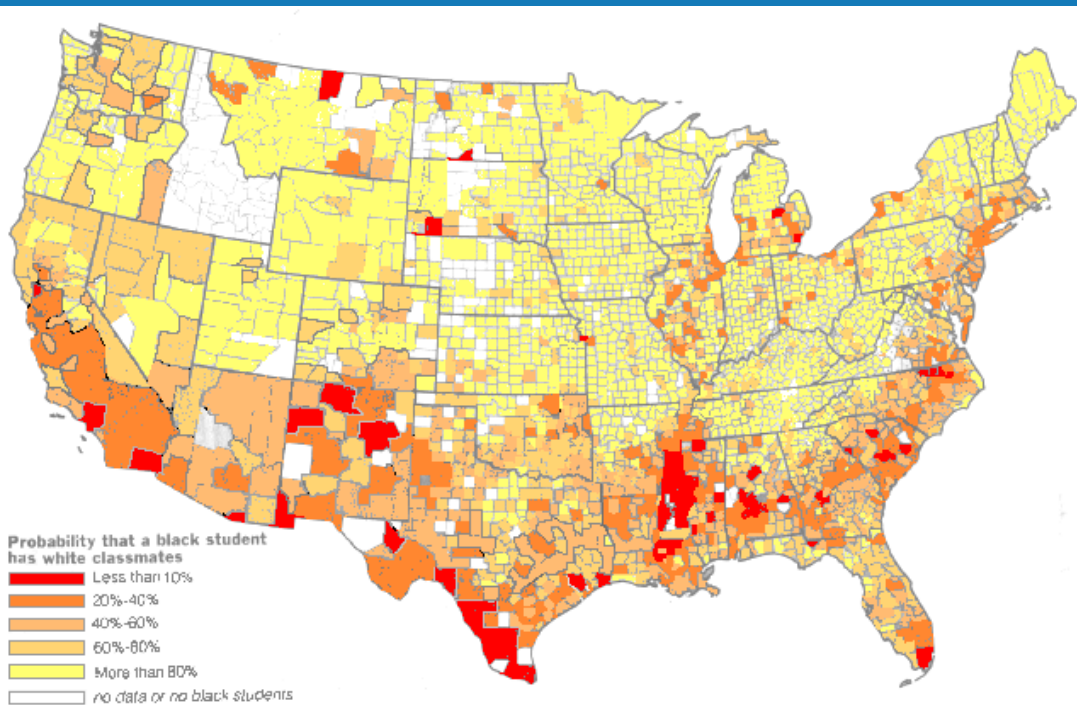 Probability that a black student
has white classmates
Less than 10%
20%-40%
40%-60%
60%-80%
More than 80%
no data or no black students